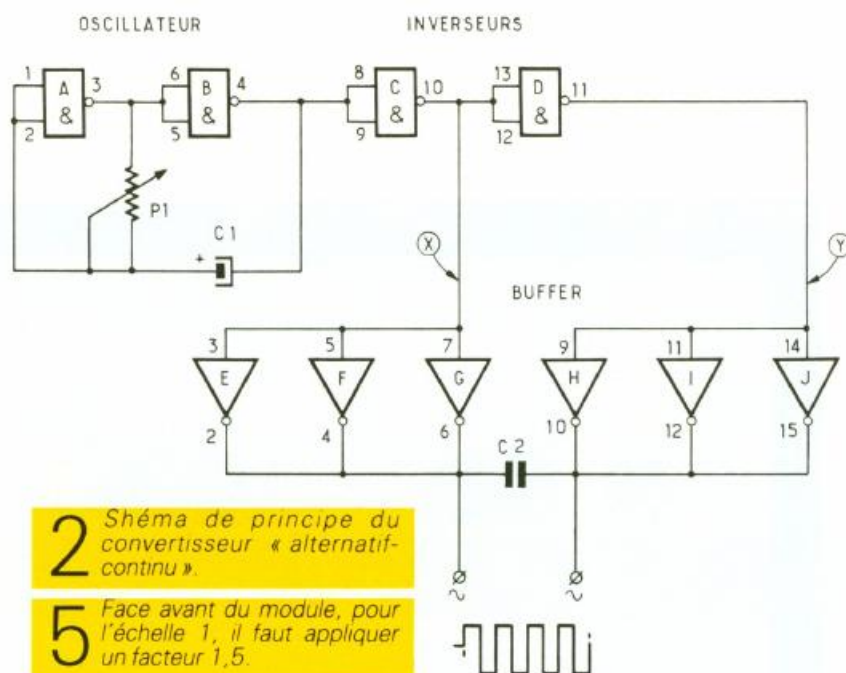 OSCILLATEUR
INVERSEURS
1
2
A
&
3
6
5
B
&
4
8
9
C
&
10
13
12
D
&
11
P1
C1
+
X
Y
BUFFER
3
5
7
9
11
14
E
F
G
H
I
J
2
4
6
10
12
15
C2
2 Shéma de principe du
convertisseur « alternatif-
continu ».
5 Face avant du module, pour
l'échelle 1, il faut appliquer
un facteur 1,5.
~
~